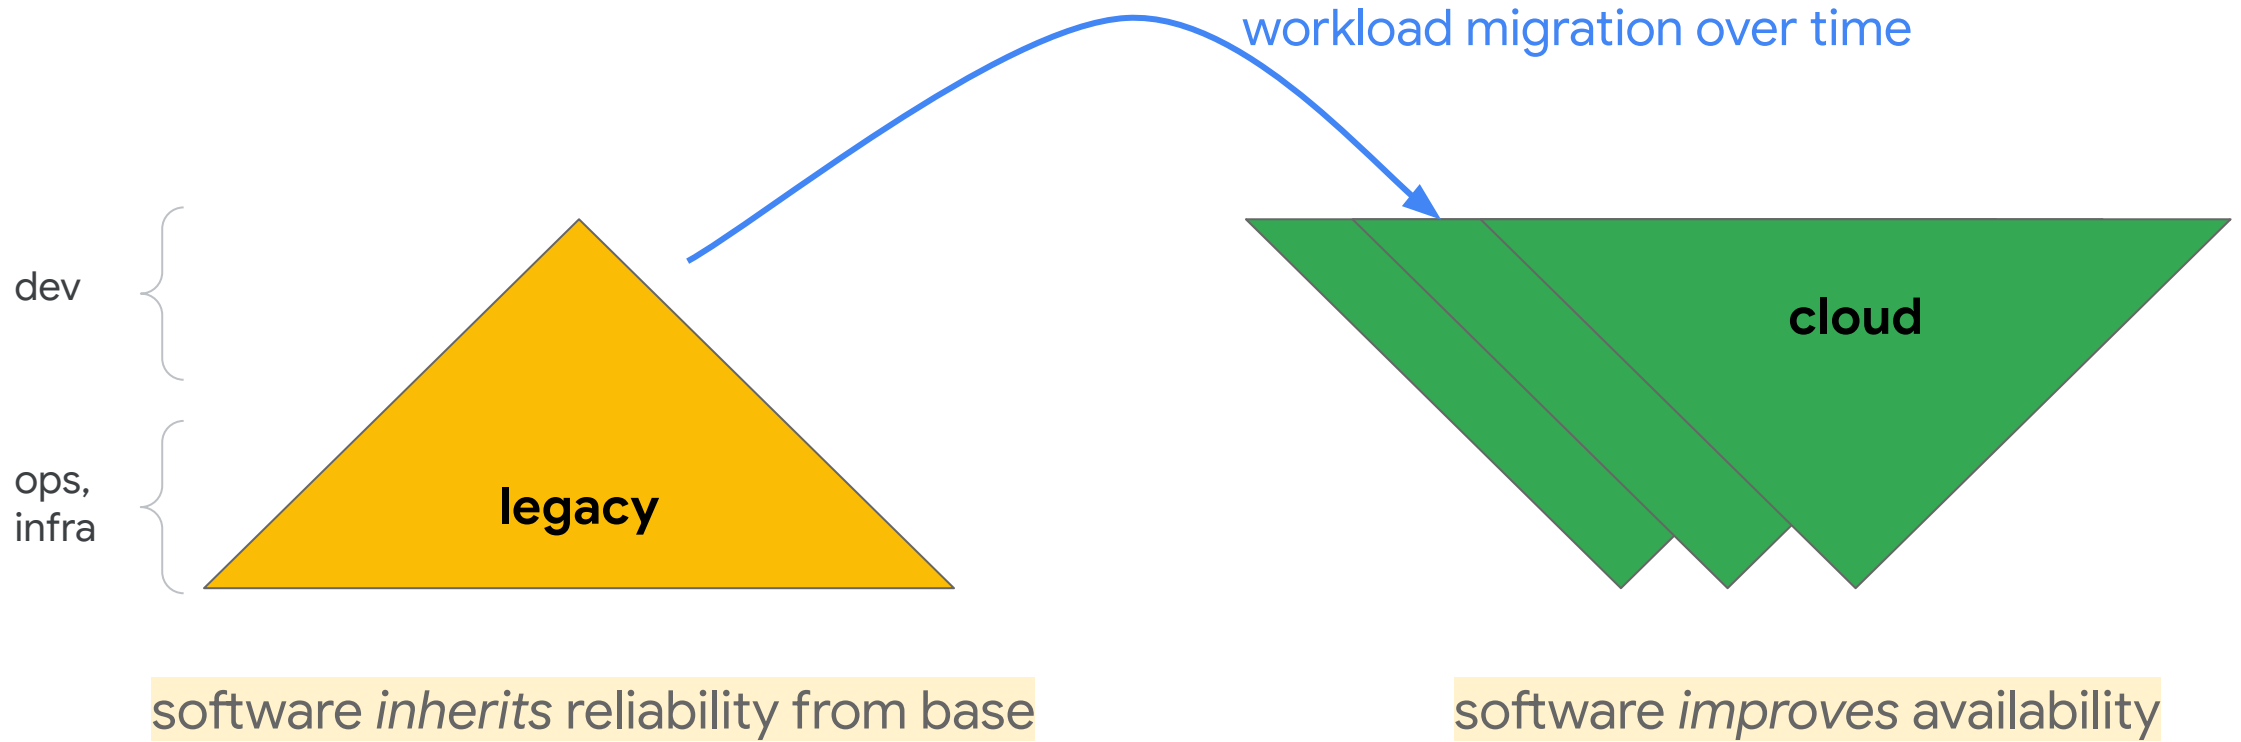 workload migration over time
dev
cloud
ops,
infra
legacy
software inherits reliability from base
software improves availability